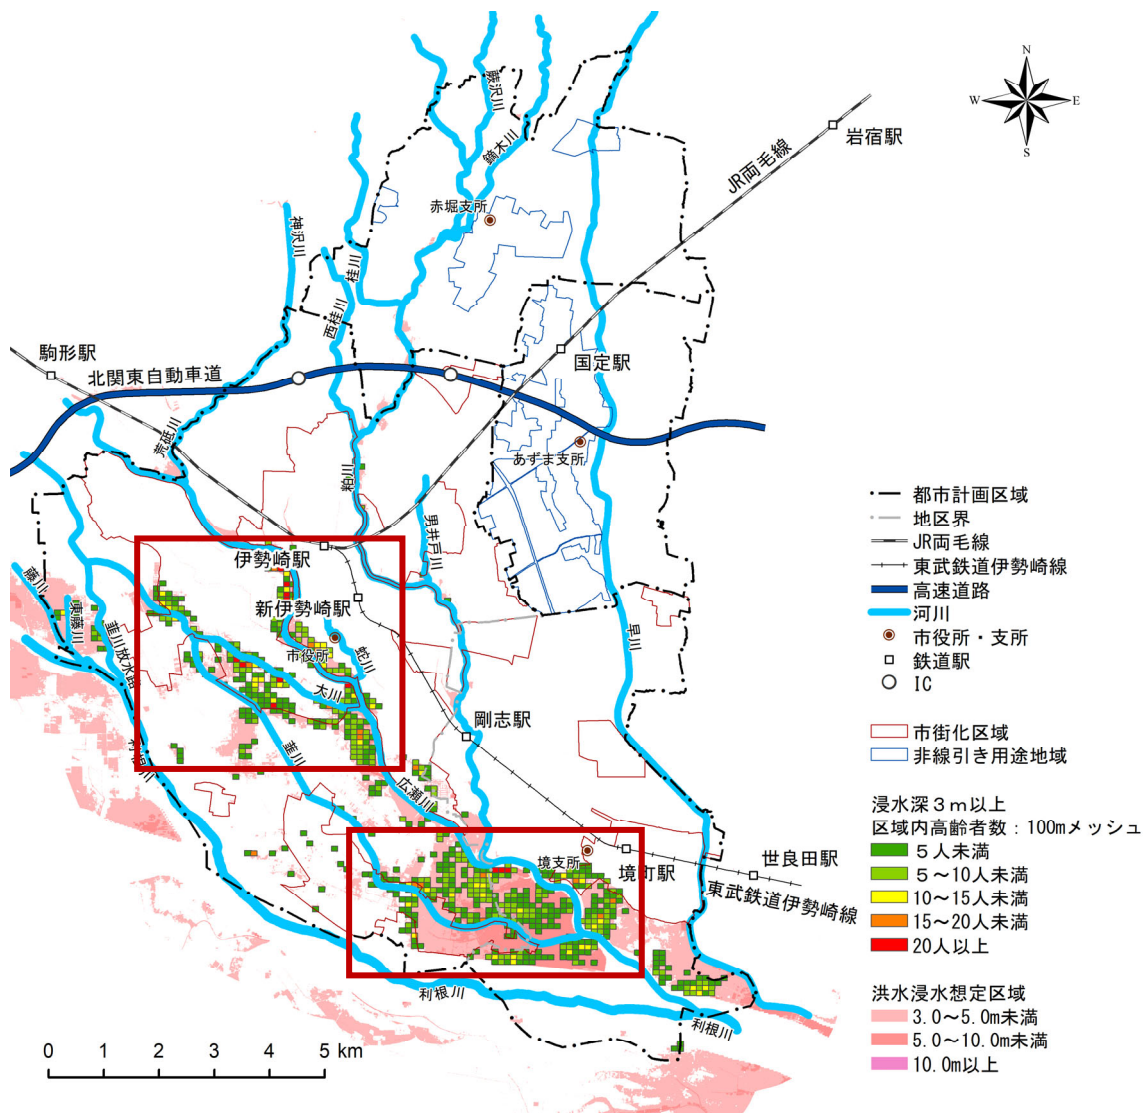 N
W
E
S
蕨沢川
鏑木川
岩宿駅
JR両毛線
赤堀支所
神沢川
桂川
西桂川
駒形駅
北関東自動車道
国定駅
荒砥川
粕川
あずま支所
男井戸川
伊勢崎駅
藤川
東藤川
韮川放水路
新伊勢崎駅
市役所
蛇川
早川
大川
剛志駅
利根川
韮川
広瀬川
境支所
境町駅
世良田駅
東武鉄道伊勢崎線
利根川
利根川
0 1 2 3 4 5 km
都市計画区域
地区界
JR両毛線
東武鉄道伊勢崎線
高速道路
河川
市役所・支所
鉄道駅
IC
市街化区域
非線引き用途地域
浸水深3m以上
区域内高齢者数:100mメッシュ
5人未満
5~10人未満
10~15人未満
15~20人未満
20人以上
洪水浸水想定区域
3.0~5.0m未満
5.0~10.0m未満
10.0m以上